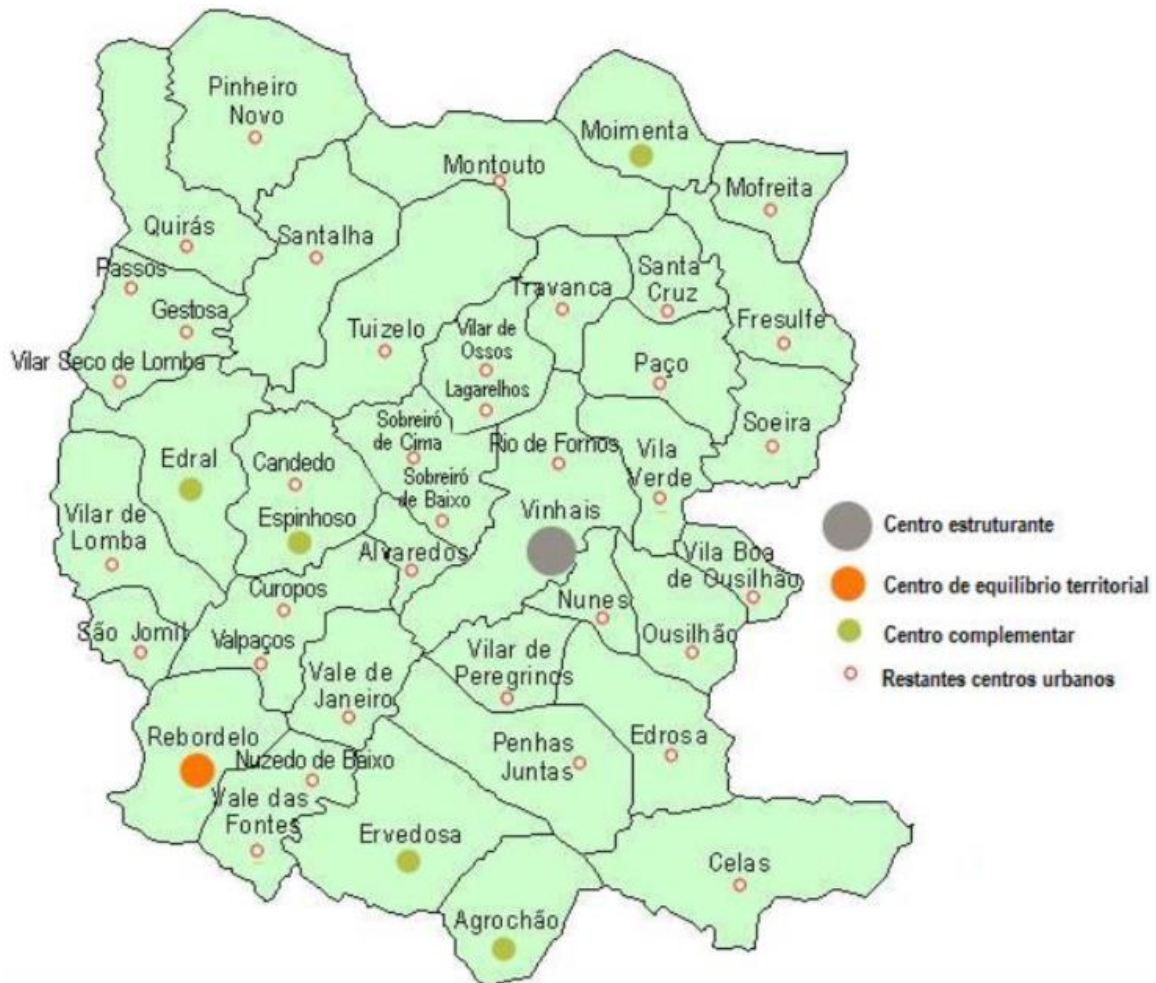 Pinheiro
Novo
Moimenta
Montouto
Mofreita
Quirás
Santalha
Passos
Santa
Cruz
Travanca
Gestosa
Fresulfe
Tuizelo
Vilar de
Ossos
Vilar Seco de Lomba
Paço
Lagarelhos
Sobreiró
de Cima
Soeira
Rio de Fornos
Vila
Verde
Edral
Candedo
Sobreiró
de Baixo
Espinhoso
Vinhais
Vilar de
Lomba
Alvaredos
Vila Boa
de Ousilhão
Curopos
Nunes
São Jomil
Valpaços
Ousilhão
Vilar de
Peregrinos
Vale de
Janeiro
Rebordelo
Penhas
Juntas
Edrosa
Nuzedo de Baixo
Vale das
Fontes
Ervedosa
Celas
Agrochão
Centro estruturante
Centro de equilibrio territorial
Centro complementar
Restantes centros urbanos